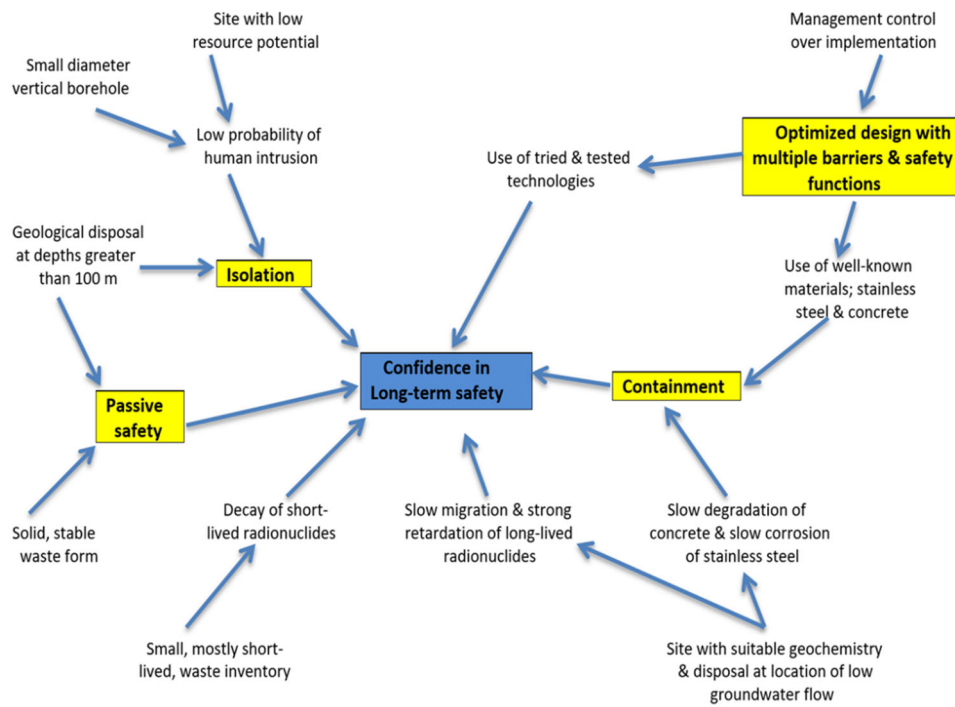 Site with low
resource potential
Management control
over implementation
Small diameter
vertical borehole
Low probability of
human intrusion
Optimized design with
multiple barriers & safety
functions
Use of tried & tested
technologies
Geological disposal
at depths greater
than 100 m
Isolation
Use of well-known
materials; stainless
steel & concrete
Confidence in
Long-term safety
Containment
Passive
safety
Solid, stable
waste form
Decay of short-
lived radionuclides
Slow migration & strong
retardation of long-lived
radionuclides
Slow degradation of
concrete & slow corrosion
of stainless steel
Small, mostly short-
lived, waste inventory
Site with suitable geochemistry
& disposal at location of low
groundwater flow